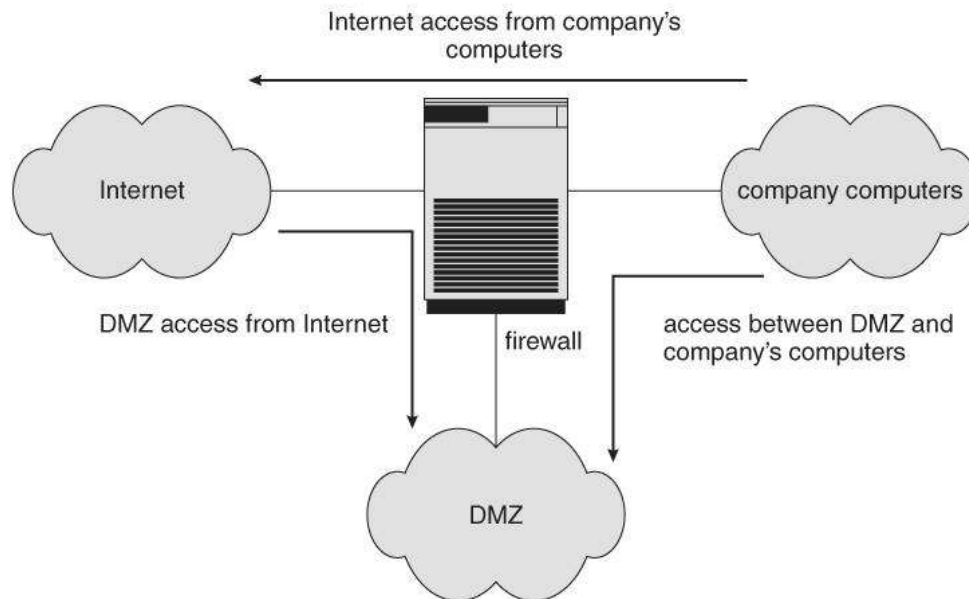 Internet access from company’s
computers
Internet
company computers
DMZ access from Internet
firewall
access between DMZ and
company’s computers
DMZ